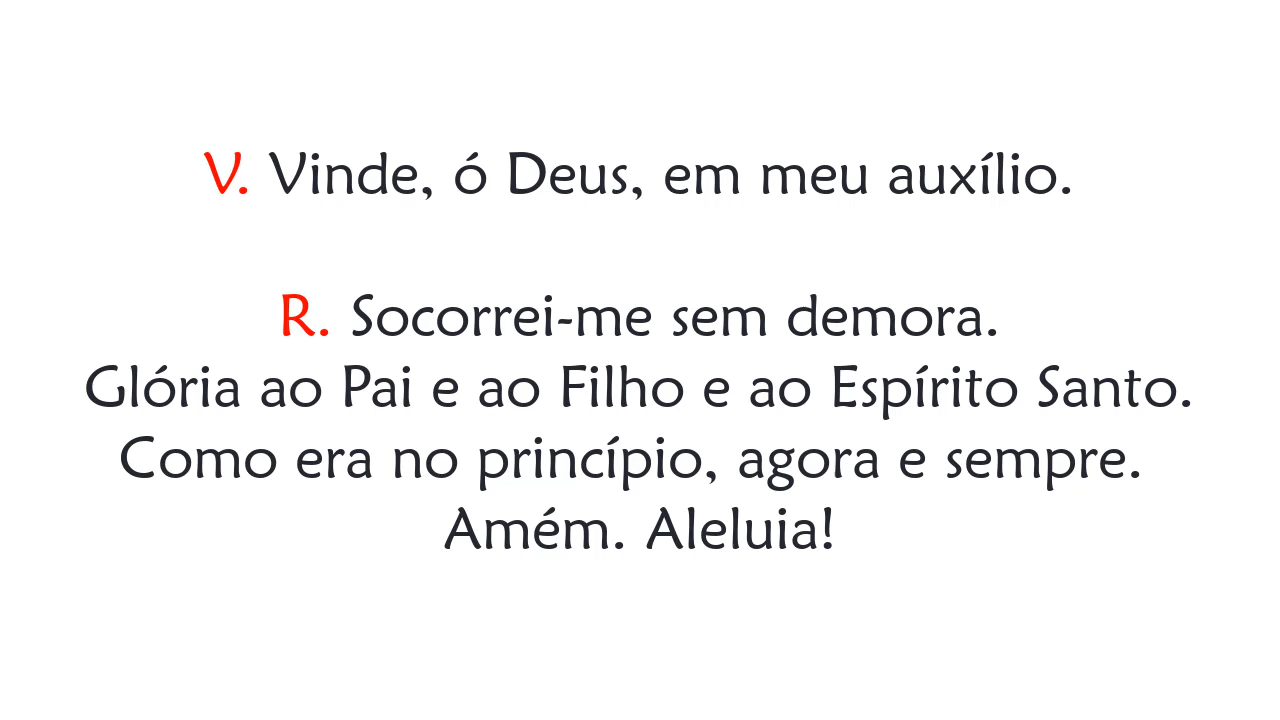 V. Vinde, ó Deus, em meu auxílio.
R. Socorrei-me sem demora.
Glória ao Pai e ao Filho e ao Espírito Santo.
Como era no princípio, agora e sempre.
Amém. Aleluia!